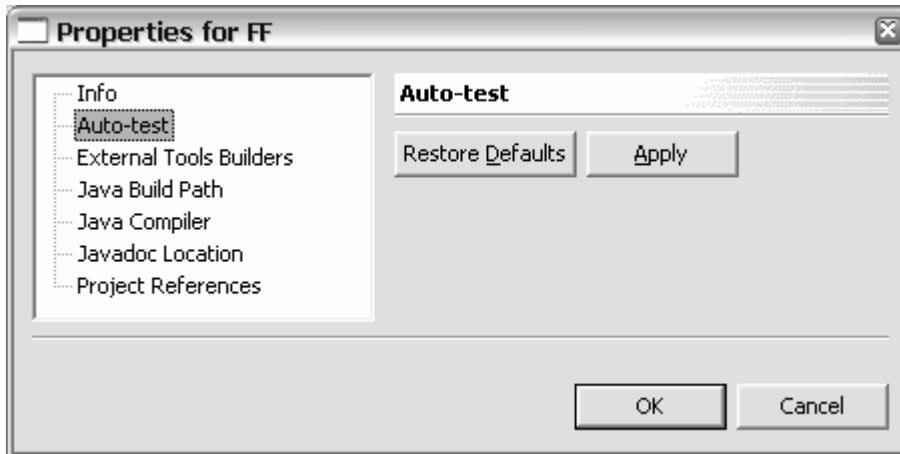 Properties for FF
Info
Auto-test
External Tools Builders
Java Build Path
Java Compiler
Javadoc Location
Project References
Auto-test
Restore Defaults
Apply
OK
Cancel